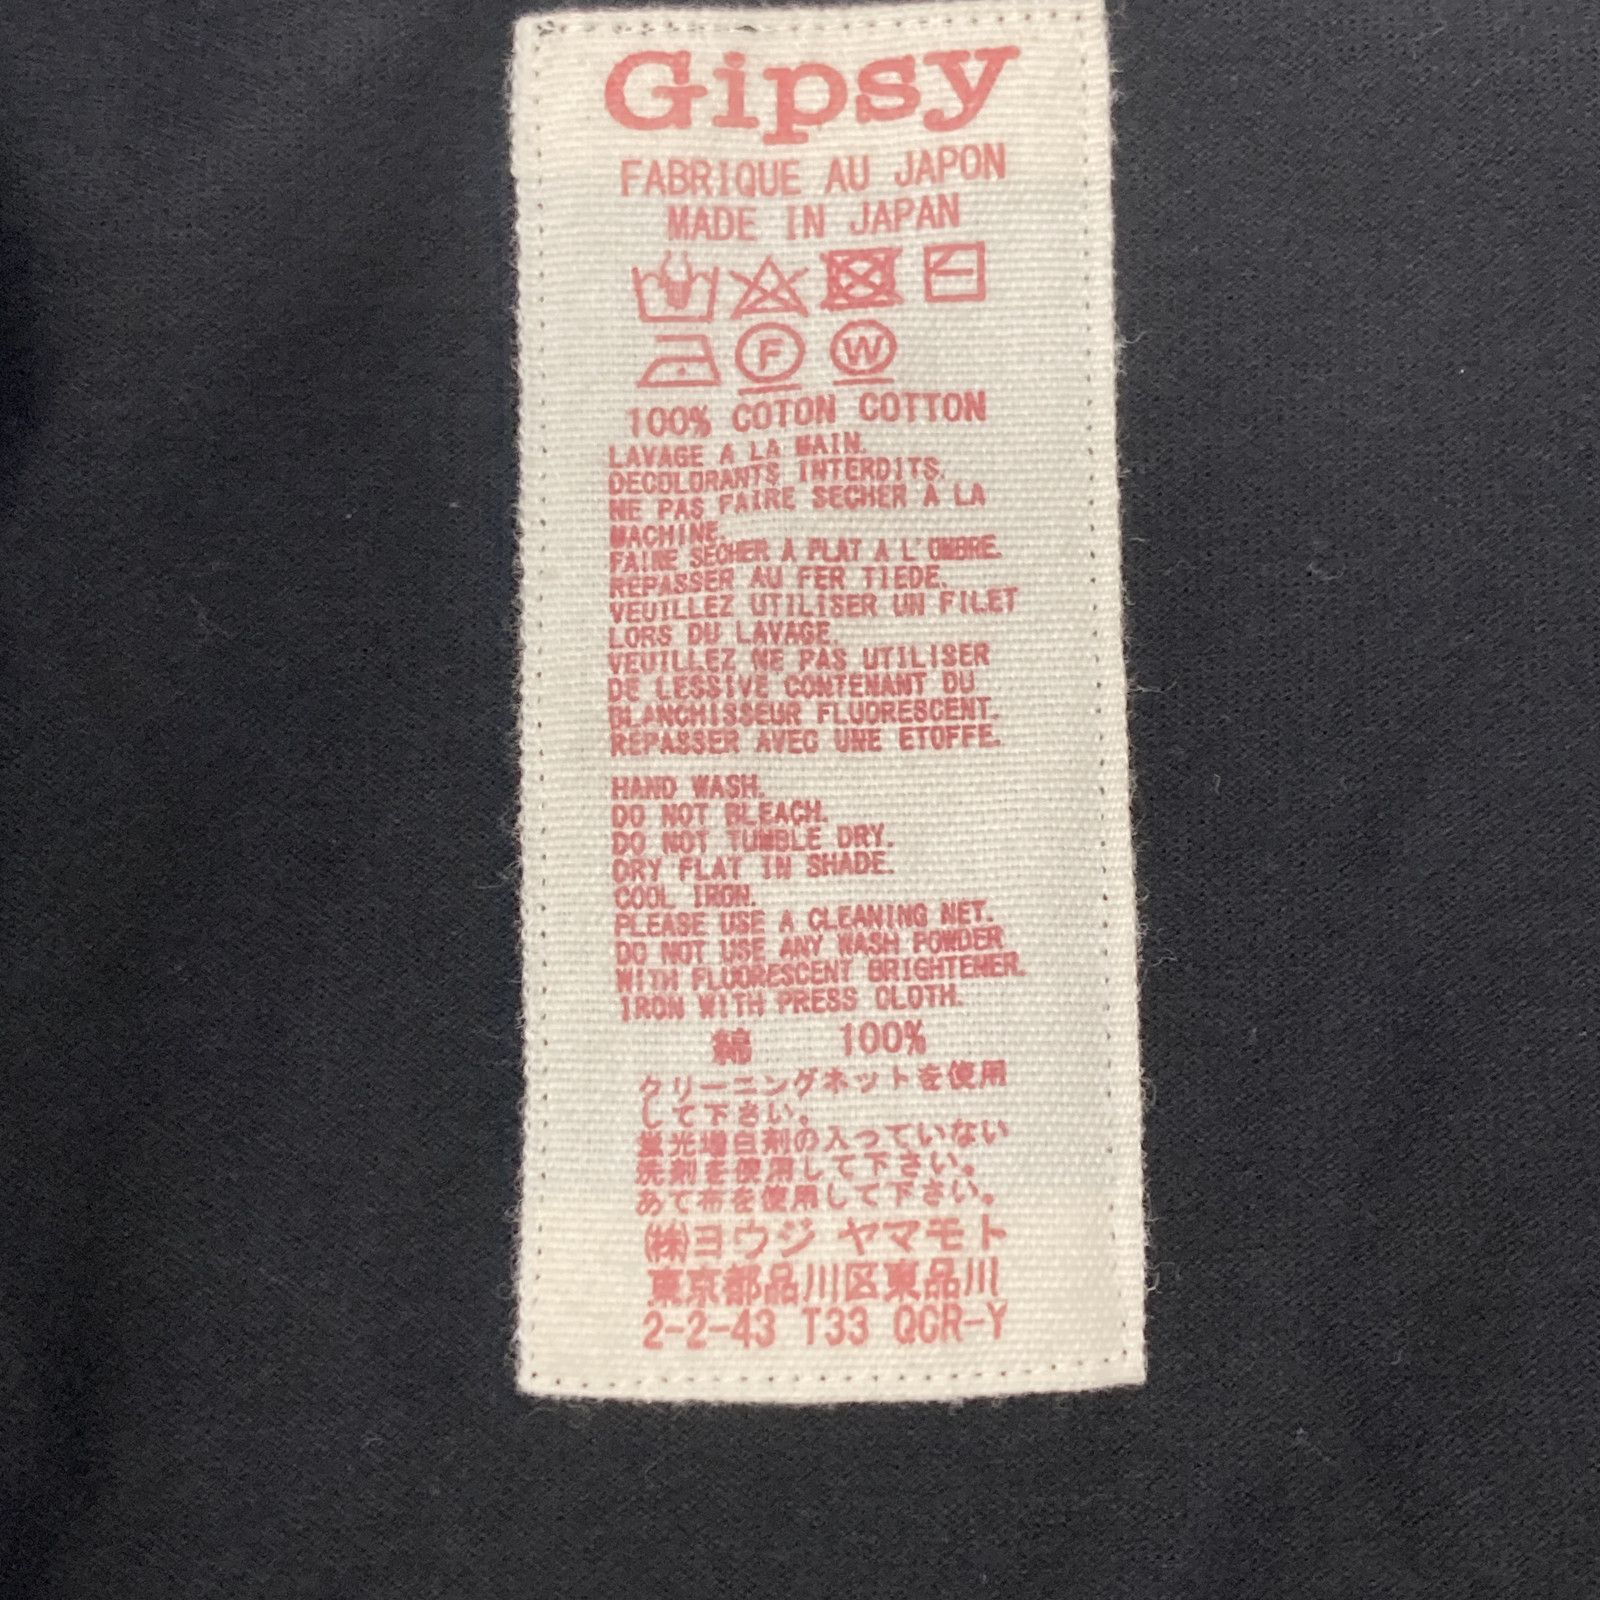 Gipsy
FABRIQUE AU JAPON
MADE IN JAPAN
F W
100% COTON COTTON
LAVAGE A LA MAIN.
DECOLORANTS INTERDITS.
NE PAS FAIRE SECHER A LA
MACHINE.
FAIRE SECHER A PLAT A L'OMBRE.
REPASSER AU FER TIEDE.
VEUILLEZ UTILISER UN FILET
LORS DU LAVAGE.
VEUILLEZ NE PAS UTILISER
DE LESSIVE CONTENANT DU
BLANCHISSEUR FLUORESCENT.
REPASSER AVEC UNE ETOFFE.
HAND WASH.
DO NOT BLEACH.
DO NOT TUMBLE DRY.
DRY FLAT IN SHADE.
COOL IRON.
PLEASE USE A CLEANING NET.
DO NOT USE ANY WASH POWDER
WITH FLUORESCENT BRIGHTENER.
IRON WITH PRESS CLOTH.
綿 100%
クリーニングネットを使用
して下さい。
蛍光増白剤の入っていない
洗剤を使用して下さい。
あて布を使用して下さい。
(株)ヨウジ ヤマモト
東京都品川区東品川
2-2-43 T33 QCR-Y